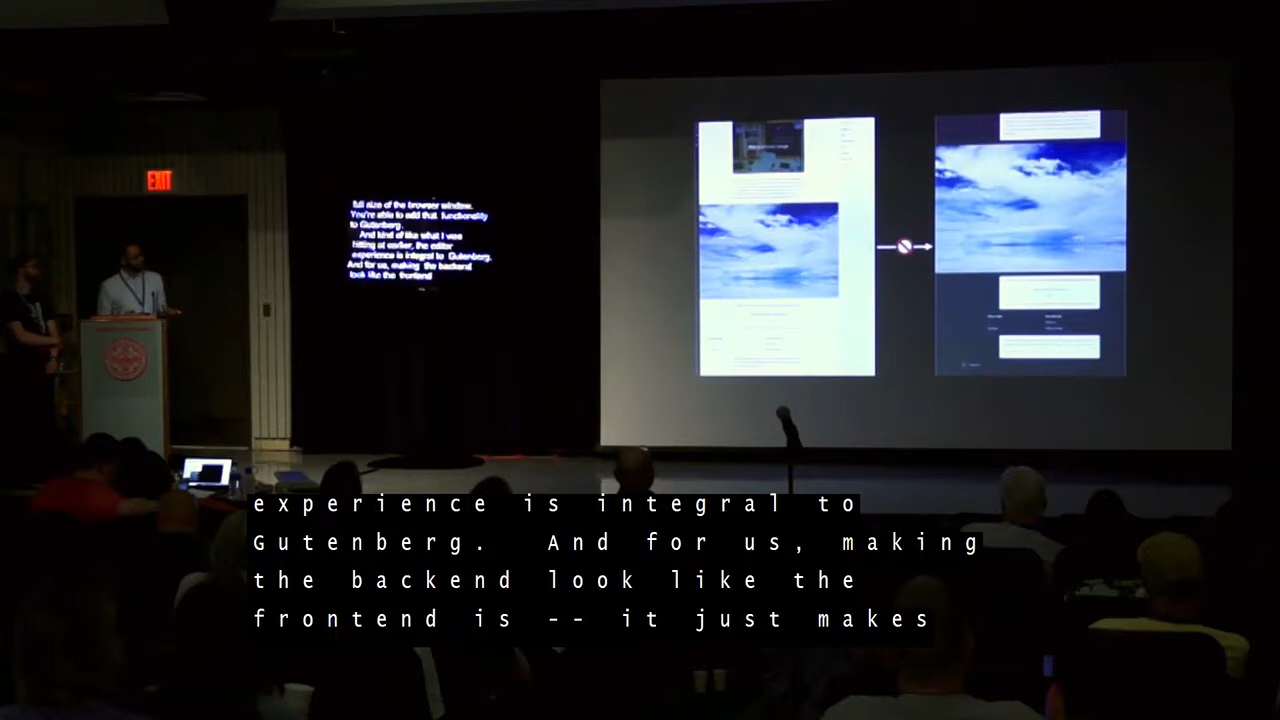 EXIT
full size of the browser window.
You're able to add that functionality
to Gutenberg.
And kind of like what I was
hitting at earlier, the editor
experience is integral to Gutenberg.
And for us, making the backend
look like the frontend
experience is integral to
Gutenberg. And for us, making
the backend look like the
frontend is -- it just makes